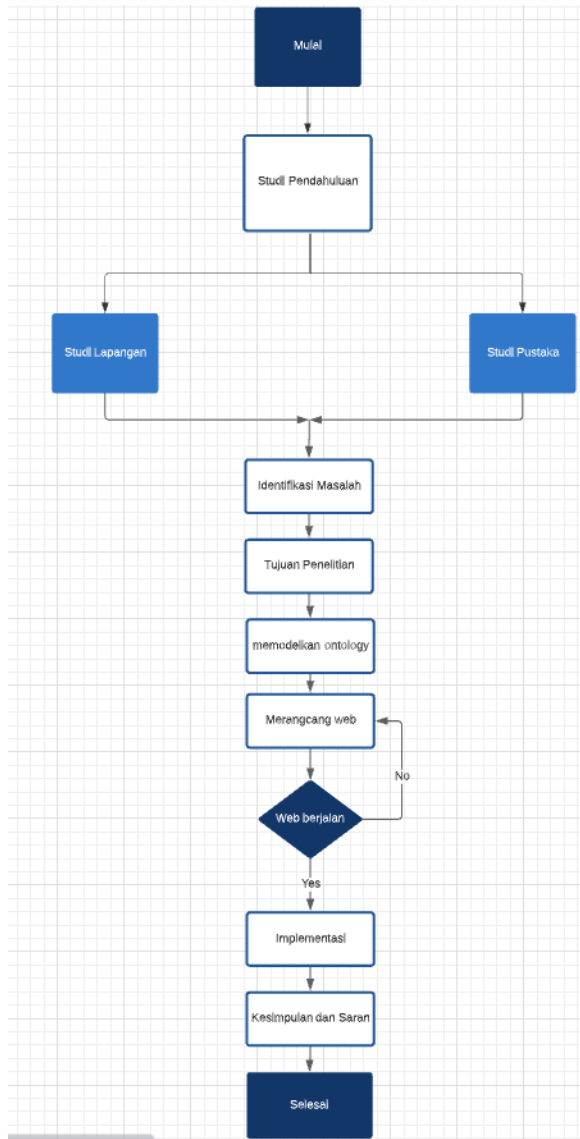 Mulai
Studi Pendahuluan
Studi Lapangan
Studi Pustaka
Identifikasi Masalah
Tujuan Penelitian
memodelkan ontology
Merangcang web
No
Web berjalan
Yes
Implementasi
Kesimpulan dan Saran
Selesai